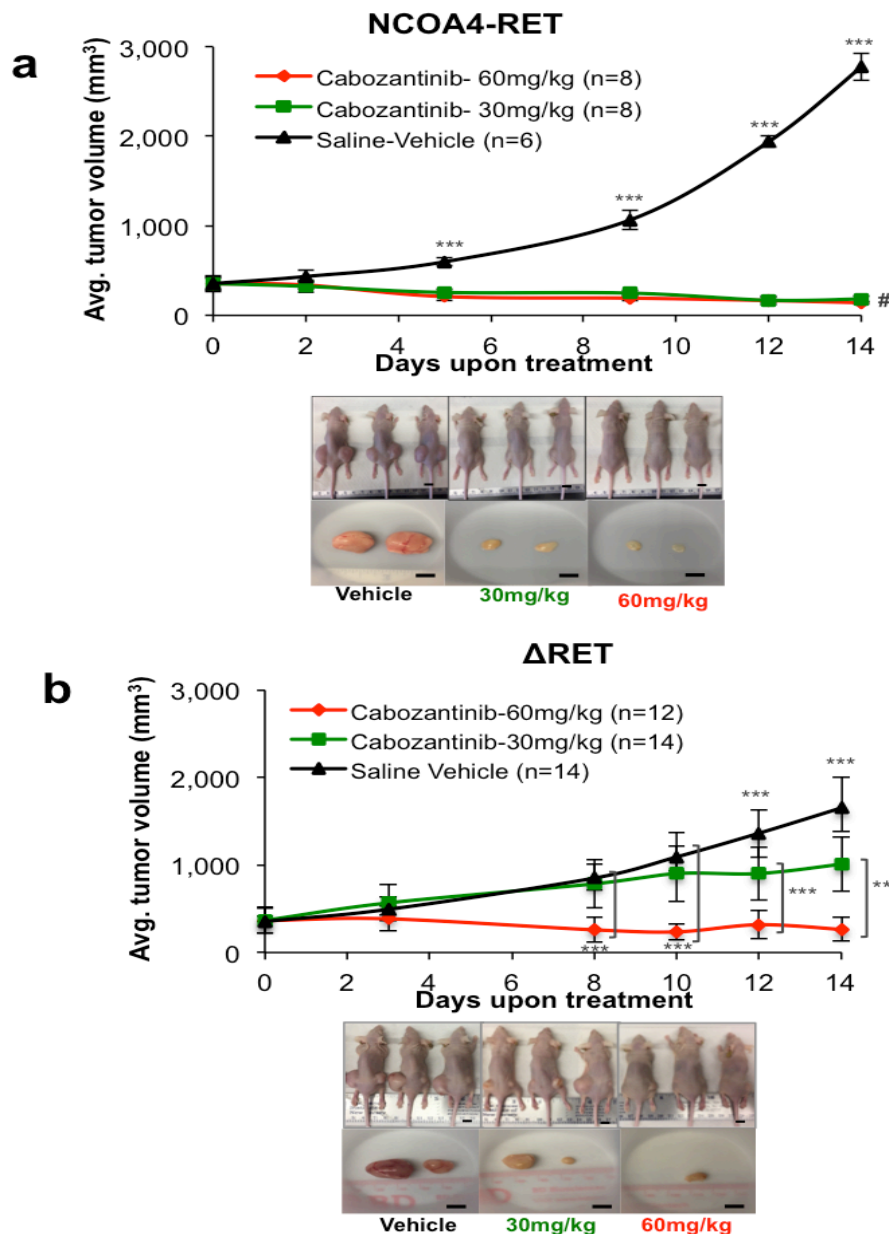 NCOA4-RET
a
Avg. tumor volume (mm³)
3,000
2,000
1,000
0
Cabozantinib- 60mg/kg (n=8)
Cabozantinib- 30mg/kg (n=8)
Saline-Vehicle (n=6)
***
***
***
***
#
0 2 4 6 8 10 12 14
Days upon treatment
Vehicle 30mg/kg 60mg/kg
ΔRET
b
Avg. tumor volume (mm³)
3,000
2,000
1,000
0
Cabozantinib-60mg/kg (n=12)
Cabozantinib-30mg/kg (n=14)
Saline Vehicle (n=14)
***
***
***
**
***
***
0 2 4 6 8 10 12 14
Days upon treatment
Vehicle 30mg/kg 60mg/kg